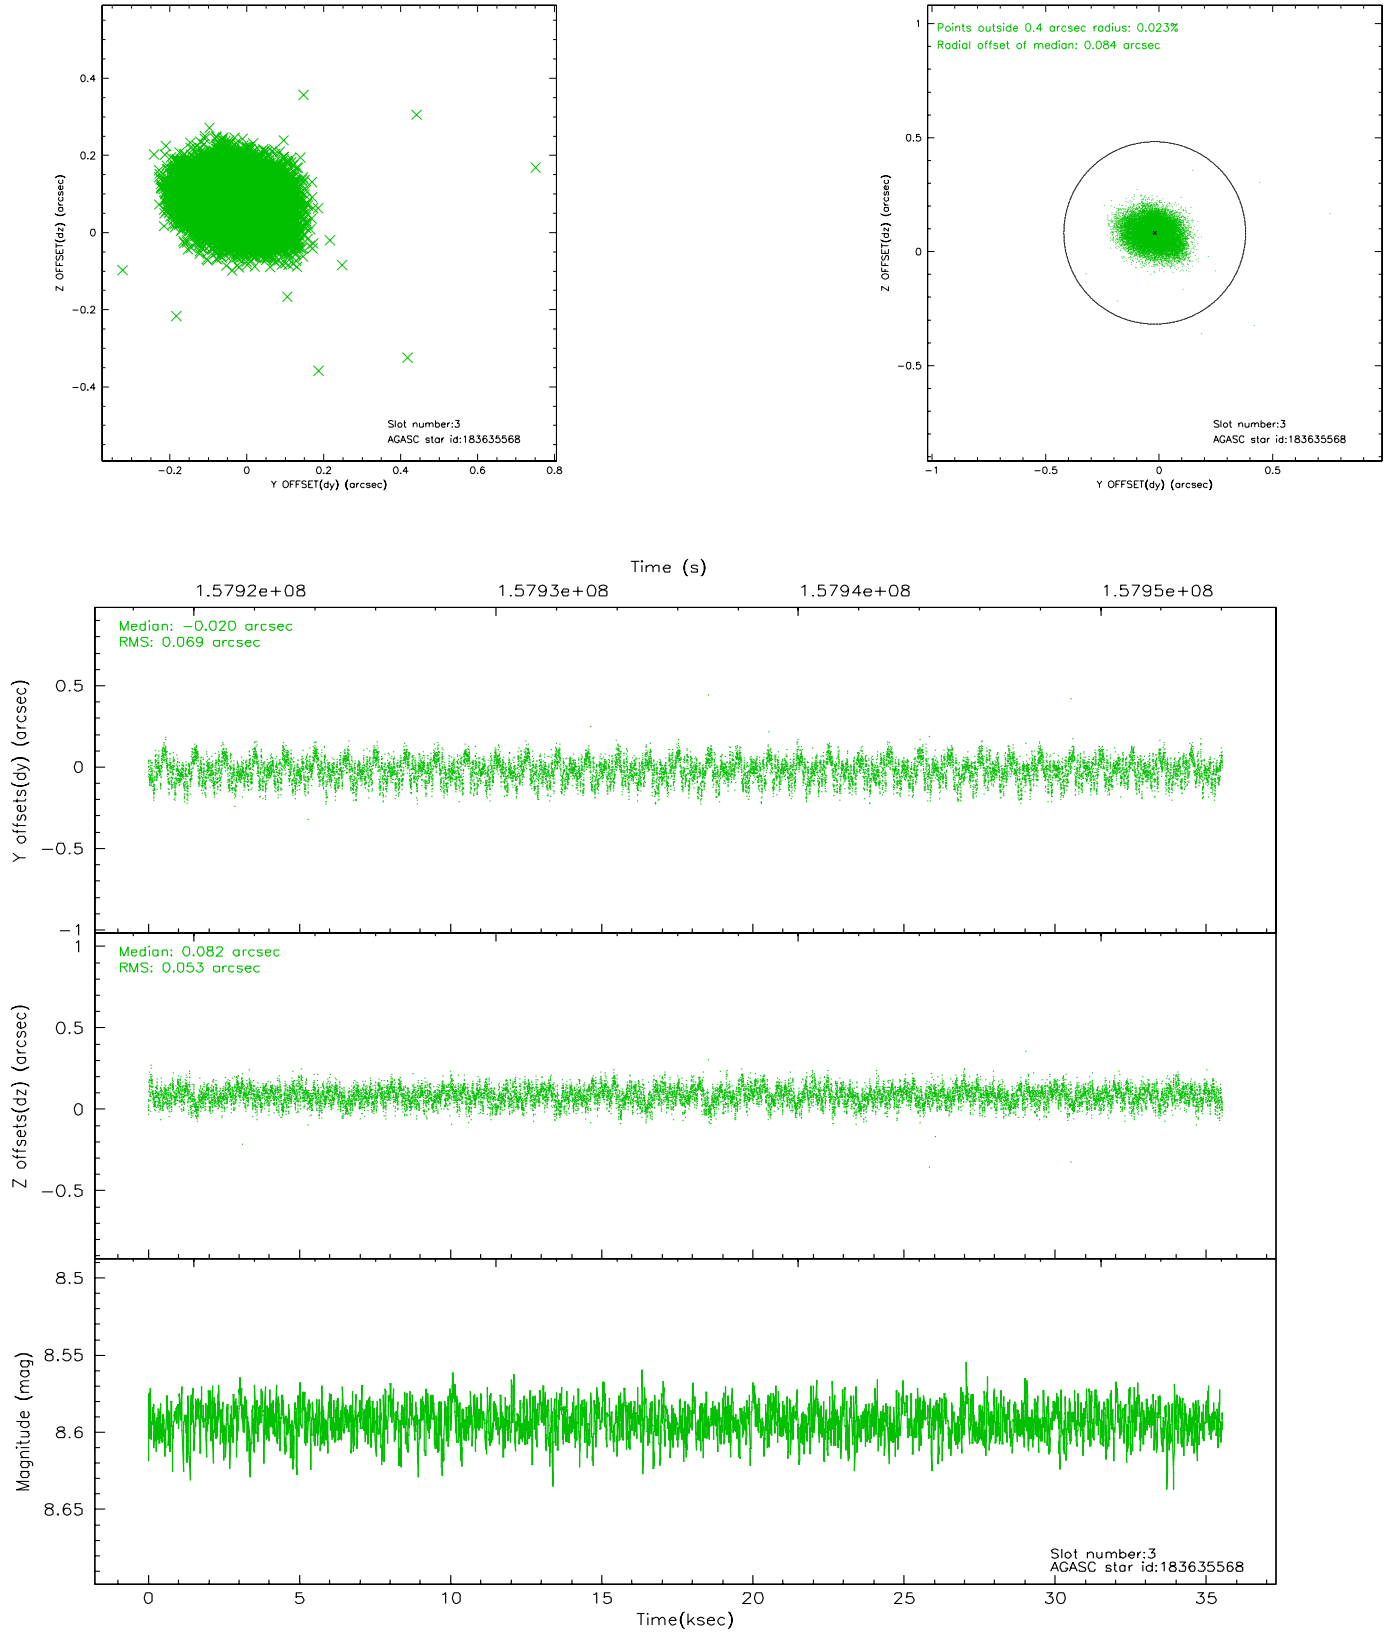 0.4
0.2
0
-0.2
-0.4
Z OFFSET(dz) (arcsec)
Slot number:3
AGASC star id:183635568
-0.2 0 0.2 0.4 0.6 0.8
Y OFFSET(dy) (arcsec)
Points outside 0.4 arcsec radius: 0.023%
Radial offset of median: 0.084 arcsec
1
0.5
0
-0.5
Z OFFSET(dz) (arcsec)
Slot number:3
AGASC star id:183635568
-1 -0.5 0 0.5
Y OFFSET(dy) (arcsec)
Time (s)
1.5792e+08 1.5793e+08 1.5794e+08 1.5795e+08
Median: -0.020 arcsec
RMS: 0.069 arcsec
0.5
0
-0.5
-1
Y offsets(dy) (arcsec)
Median: 0.082 arcsec
RMS: 0.053 arcsec
1
0.5
0
-0.5
Z offsets(dz) (arcsec)
8.5
8.55
8.6
8.65
Magnitude (mag)
Slot number:3
AGASC star id:183635568
0 5 10 15 20 25 30 35
Time(ksec)